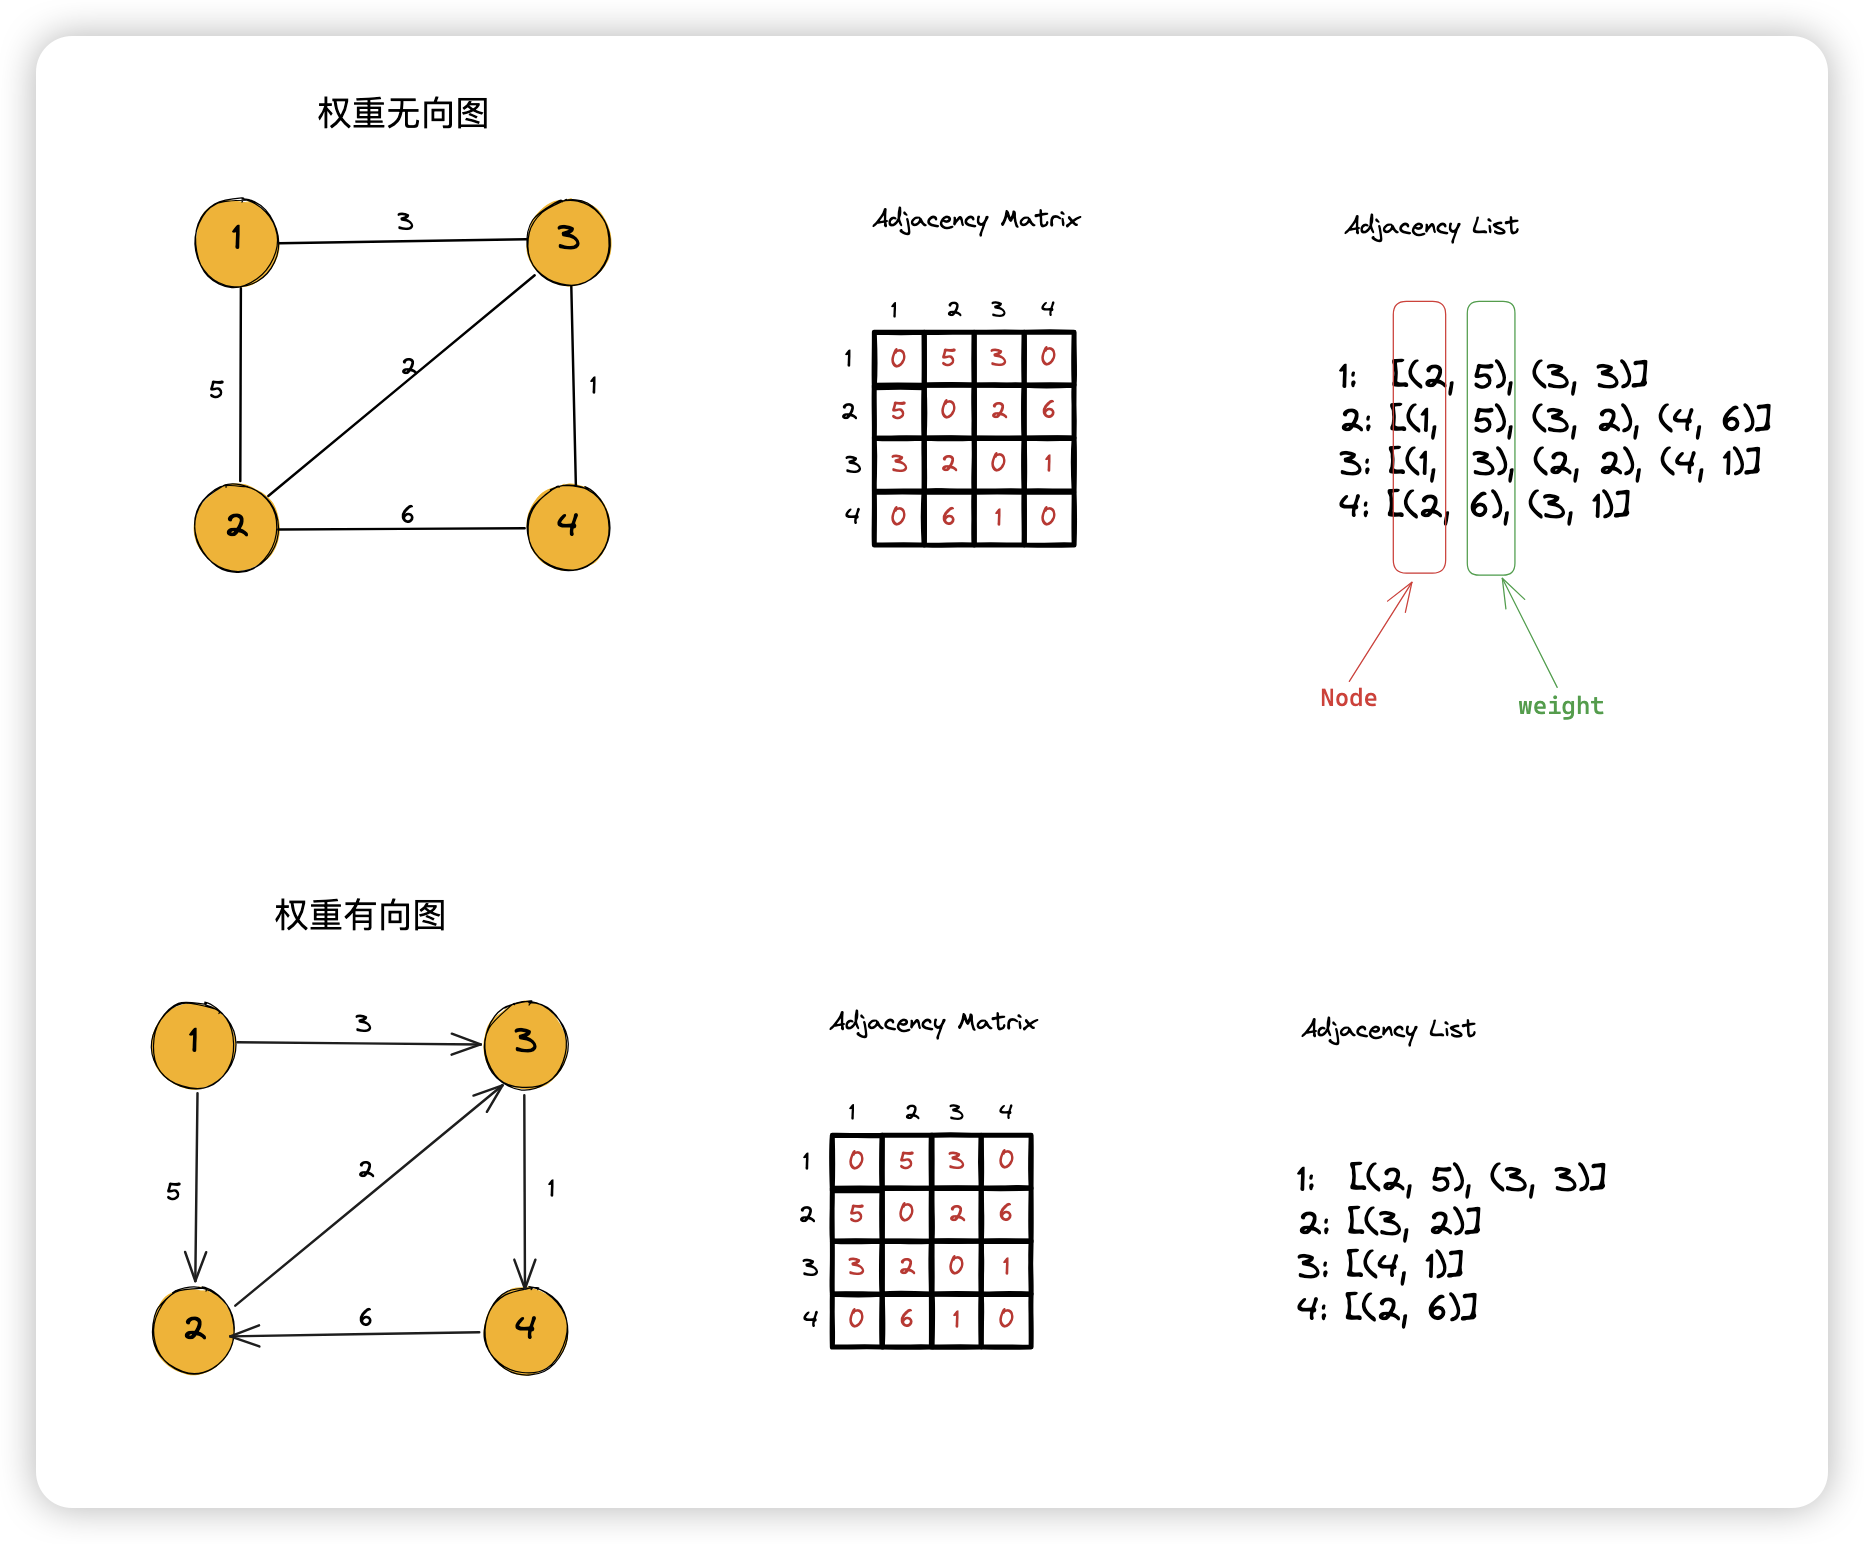 权重无向图
1
3
3
5
2
1
2
6
4
Adjacency Matrix
1 2 3 4
1 0 5 3 0
2 5 0 2 6
3 3 2 0 1
4 0 6 1 0
Adjacency List
1: [(2, 5), (3, 3)]
2: [(1, 5), (3, 2), (4, 6)]
3: [(1, 3), (2, 2), (4, 1)]
4: [(2, 6), (3, 1)]
Node
weight
权重有向图
1
3
3
5
2
1
2
6
4
Adjacency Matrix
1 2 3 4
1 0 5 3 0
2 5 0 2 6
3 3 2 0 1
4 0 6 1 0
Adjacency List
1: [(2, 5), (3, 3)]
2: [(3, 2)]
3: [(4, 1)]
4: [(2, 6)]